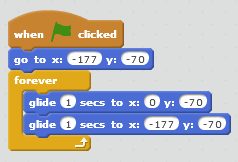 when clicked
go to x: -177 y: -70
forever
glide 1 secs to x: 0 y: -70
glide 1 secs to x: -177 y: -70